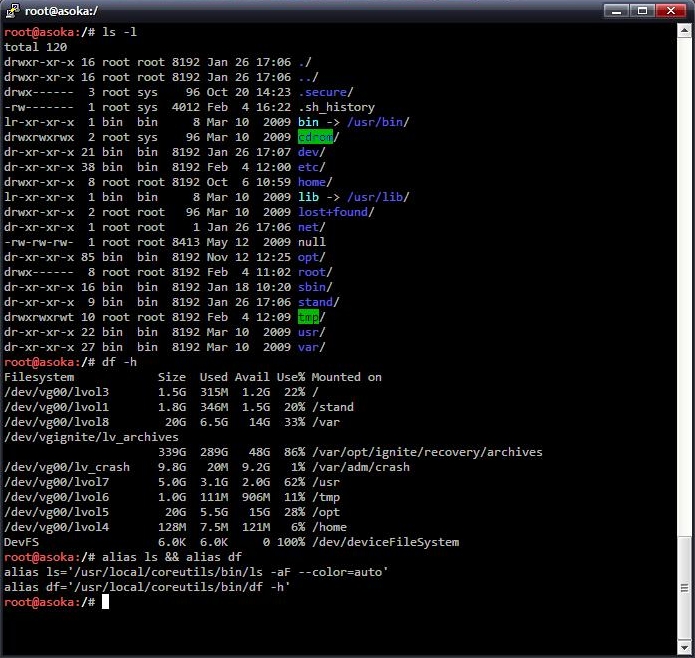 root@asoka:/
root@asoka:/# ls -l
total 120
drwxr-xr-x 16 root root 8192 Jan 26 17:06 ./
drwxr-xr-x 16 root root 8192 Jan 26 17:06 ../
drwx------  3 root sys    96 Oct 20 14:23 .secure/
-rw-------  1 root sys  4012 Feb  4 16:22 .sh_history
lr-xr-xr-x  1 bin  bin     8 Mar 10  2009 bin -> /usr/bin/
drwxrwxrwx  2 root sys    96 Mar 10  2009 cdrom/
dr-xr-xr-x 21 bin  bin  8192 Jan 26 17:07 dev/
dr-xr-xr-x 38 bin  bin  8192 Feb  4 12:00 etc/
drwxr-xr-x  8 root root 8192 Oct  6 10:59 home/
lr-xr-xr-x  1 bin  bin     8 Mar 10  2009 lib -> /usr/lib/
drwxr-xr-x  2 root root   96 Mar 10  2009 lost+found/
dr-xr-xr-x  1 root root    1 Jan 26 17:06 net/
-rw-rw-rw-  1 root root 8413 May 12  2009 null
dr-xr-xr-x 85 bin  bin  8192 Nov 12 12:25 opt/
drwx------  8 root root 8192 Feb  4 11:02 root/
dr-xr-xr-x 16 bin  bin  8192 Jan 18 10:20 sbin/
dr-xr-xr-x  9 bin  bin  8192 Jan 26 17:06 stand/
drwxrwxrwt 10 root root 8192 Feb  4 12:09 tmp/
dr-xr-xr-x 22 bin  bin  8192 Mar 10  2009 usr/
dr-xr-xr-x 27 bin  bin  8192 Mar 10  2009 var/
root@asoka:/# df -h
Filesystem            Size  Used Avail Use% Mounted on
/dev/vg00/lvol3       1.5G  315M  1.2G  22% /
/dev/vg00/lvol1       1.8G  346M  1.5G  20% /stand
/dev/vg00/lvol8        20G  6.5G   14G  33% /var
/dev/vgignite/lv_archives
                      339G  289G   48G  86% /var/opt/ignite/recovery/archives
/dev/vg00/lv_crash    9.8G   20M  9.2G   1% /var/adm/crash
/dev/vg00/lvol7       5.0G  3.1G  2.0G  62% /usr
/dev/vg00/lvol6       1.0G  111M  906M  11% /tmp
/dev/vg00/lvol5        20G  5.5G   15G  28% /opt
/dev/vg00/lvol4       128M  7.5M  121M   6% /home
DevFS                 6.0K  6.0K     0 100% /dev/deviceFileSystem
root@asoka:/# alias ls && alias df
alias ls='/usr/local/coreutils/bin/ls -aF --color=auto'
alias df='/usr/local/coreutils/bin/df -h'
root@asoka:/#